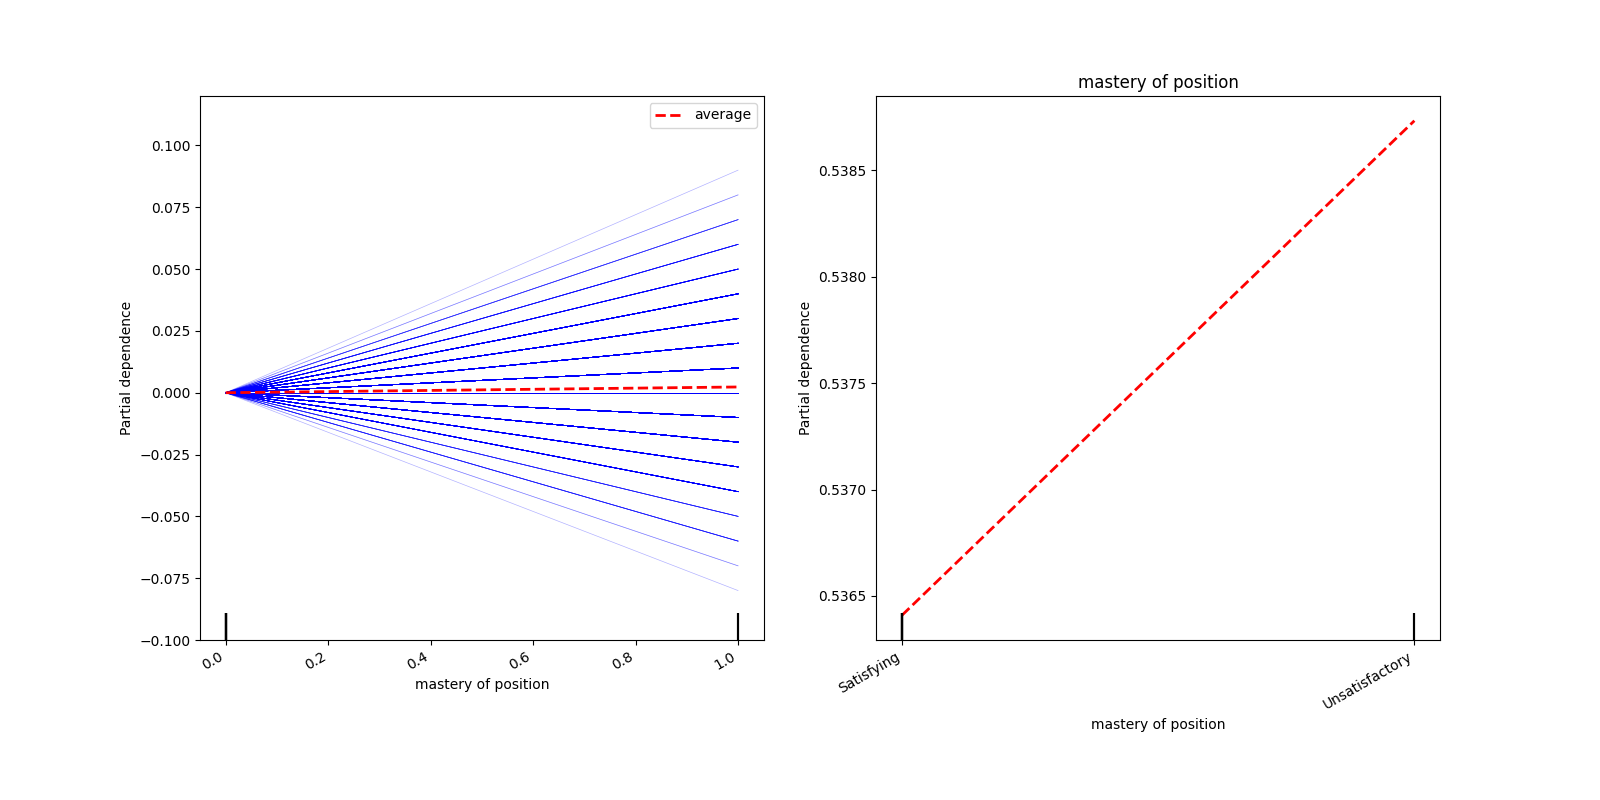 average
0.100
0.075
0.050
0.025
0.000
−0.025
−0.050
−0.075
−0.100
Partial dependence
0.0
0.2
0.4
0.6
0.8
1.0
mastery of position
mastery of position
0.5385
0.5380
0.5375
0.5370
0.5365
Partial dependence
Satisfying
Unsatisfactory
mastery of position